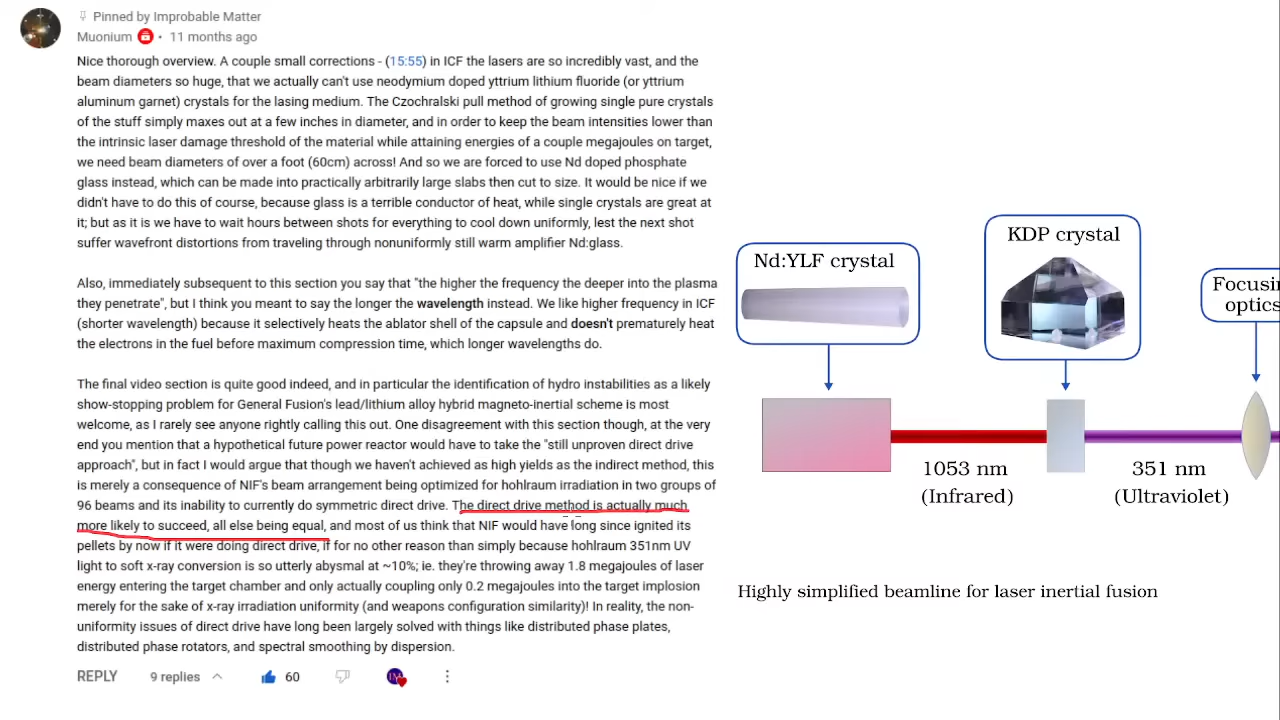 Pinned by Improbable Matter
Muonium • 11 months ago
Nice thorough overview. A couple small corrections - (15:55) in ICF the lasers are so incredibly vast, and the
beam diameters so huge, that we actually can't use neodymium doped yttrium lithium fluoride (or yttrium
aluminum garnet) crystals for the lasing medium. The Czochralski pull method of growing single pure crystals
of the stuff simply maxes out at a few inches in diameter, and in order to keep the beam intensities lower than
the intrinsic laser damage threshold of the material while attaining energies of a couple megajoules on target,
we need beam diameters of over a foot (60cm) across! And so we are forced to use Nd doped phosphate
glass instead, which can be made into practically arbitrarily large slabs then cut to size. It would be nice if we
didn't have to do this of course, because glass is a terrible conductor of heat, while single crystals are great at
it; but as it is we have to wait hours between shots for everything to cool down uniformly, lest the next shot
suffer wavefront distortions from traveling through nonuniformly still warm amplifier Nd:glass.
Also, immediately subsequent to this section you say that "the higher the frequency the deeper into the plasma
they penetrate", but I think you meant to say the longer the wavelength instead. We like higher frequency in ICF
(shorter wavelength) because it selectively heats the ablator shell of the capsule and doesn't prematurely heat
the electrons in the fuel before maximum compression time, which longer wavelengths do.
The final video section is quite good indeed, and in particular the identification of hydro instabilities as a likely
show-stopping problem for General Fusion's lead/lithium alloy hybrid magneto-inertial scheme is most
welcome, as I rarely see anyone rightly calling this out. One disagreement with this section though, at the very
end you mention that a hypothetical future power reactor would have to take the "still unproven direct drive
approach", but in fact I would argue that though we haven't achieved as high yields as the indirect method, this
is merely a consequence of NIF's beam arrangement being optimized for hohlraum irradiation in two groups of
96 beams and its inability to currently do symmetric direct drive. The direct drive method is actually much
more likely to succeed, all else being equal, and most of us think that NIF would have long since ignited its
pellets by now if it were doing direct drive, if for no other reason than simply because hohlraum 351nm UV
light to soft x-ray conversion is so utterly abysmal at ~10%; ie. they're throwing away 1.8 megajoules of laser
energy entering the target chamber and only actually coupling only 0.2 megajoules into the target implosion
merely for the sake of x-ray irradiation uniformity (and weapons configuration similarity)! In reality, the non-
uniformity issues of direct drive have long been largely solved with things like distributed phase plates,
distributed phase rotators, and spectral smoothing by dispersion.
REPLY 9 replies 60
Nd:YLF crystal
KDP crystal
optics
1053 nm
(Infrared)
351 nm
(Ultraviolet)
Highly simplified beamline for laser inertial fusion